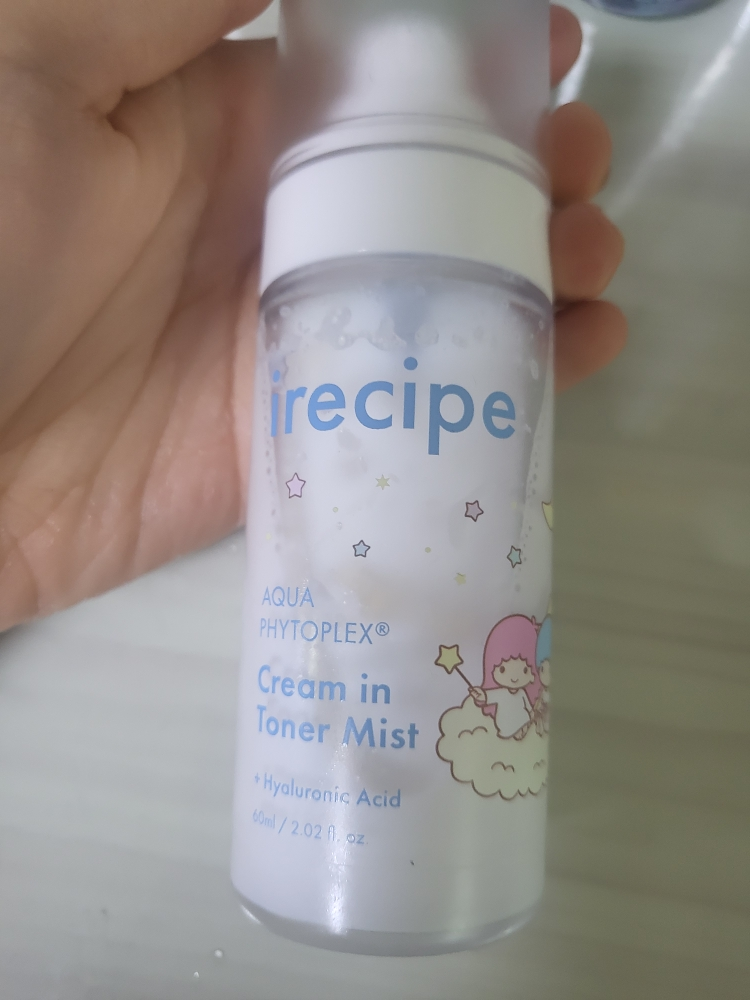 irecipe
AQUA
PHYTOPLEX®
Cream in
Toner Mist
+ Hyaluronic Acid
60ml / 2.02 fl. oz.